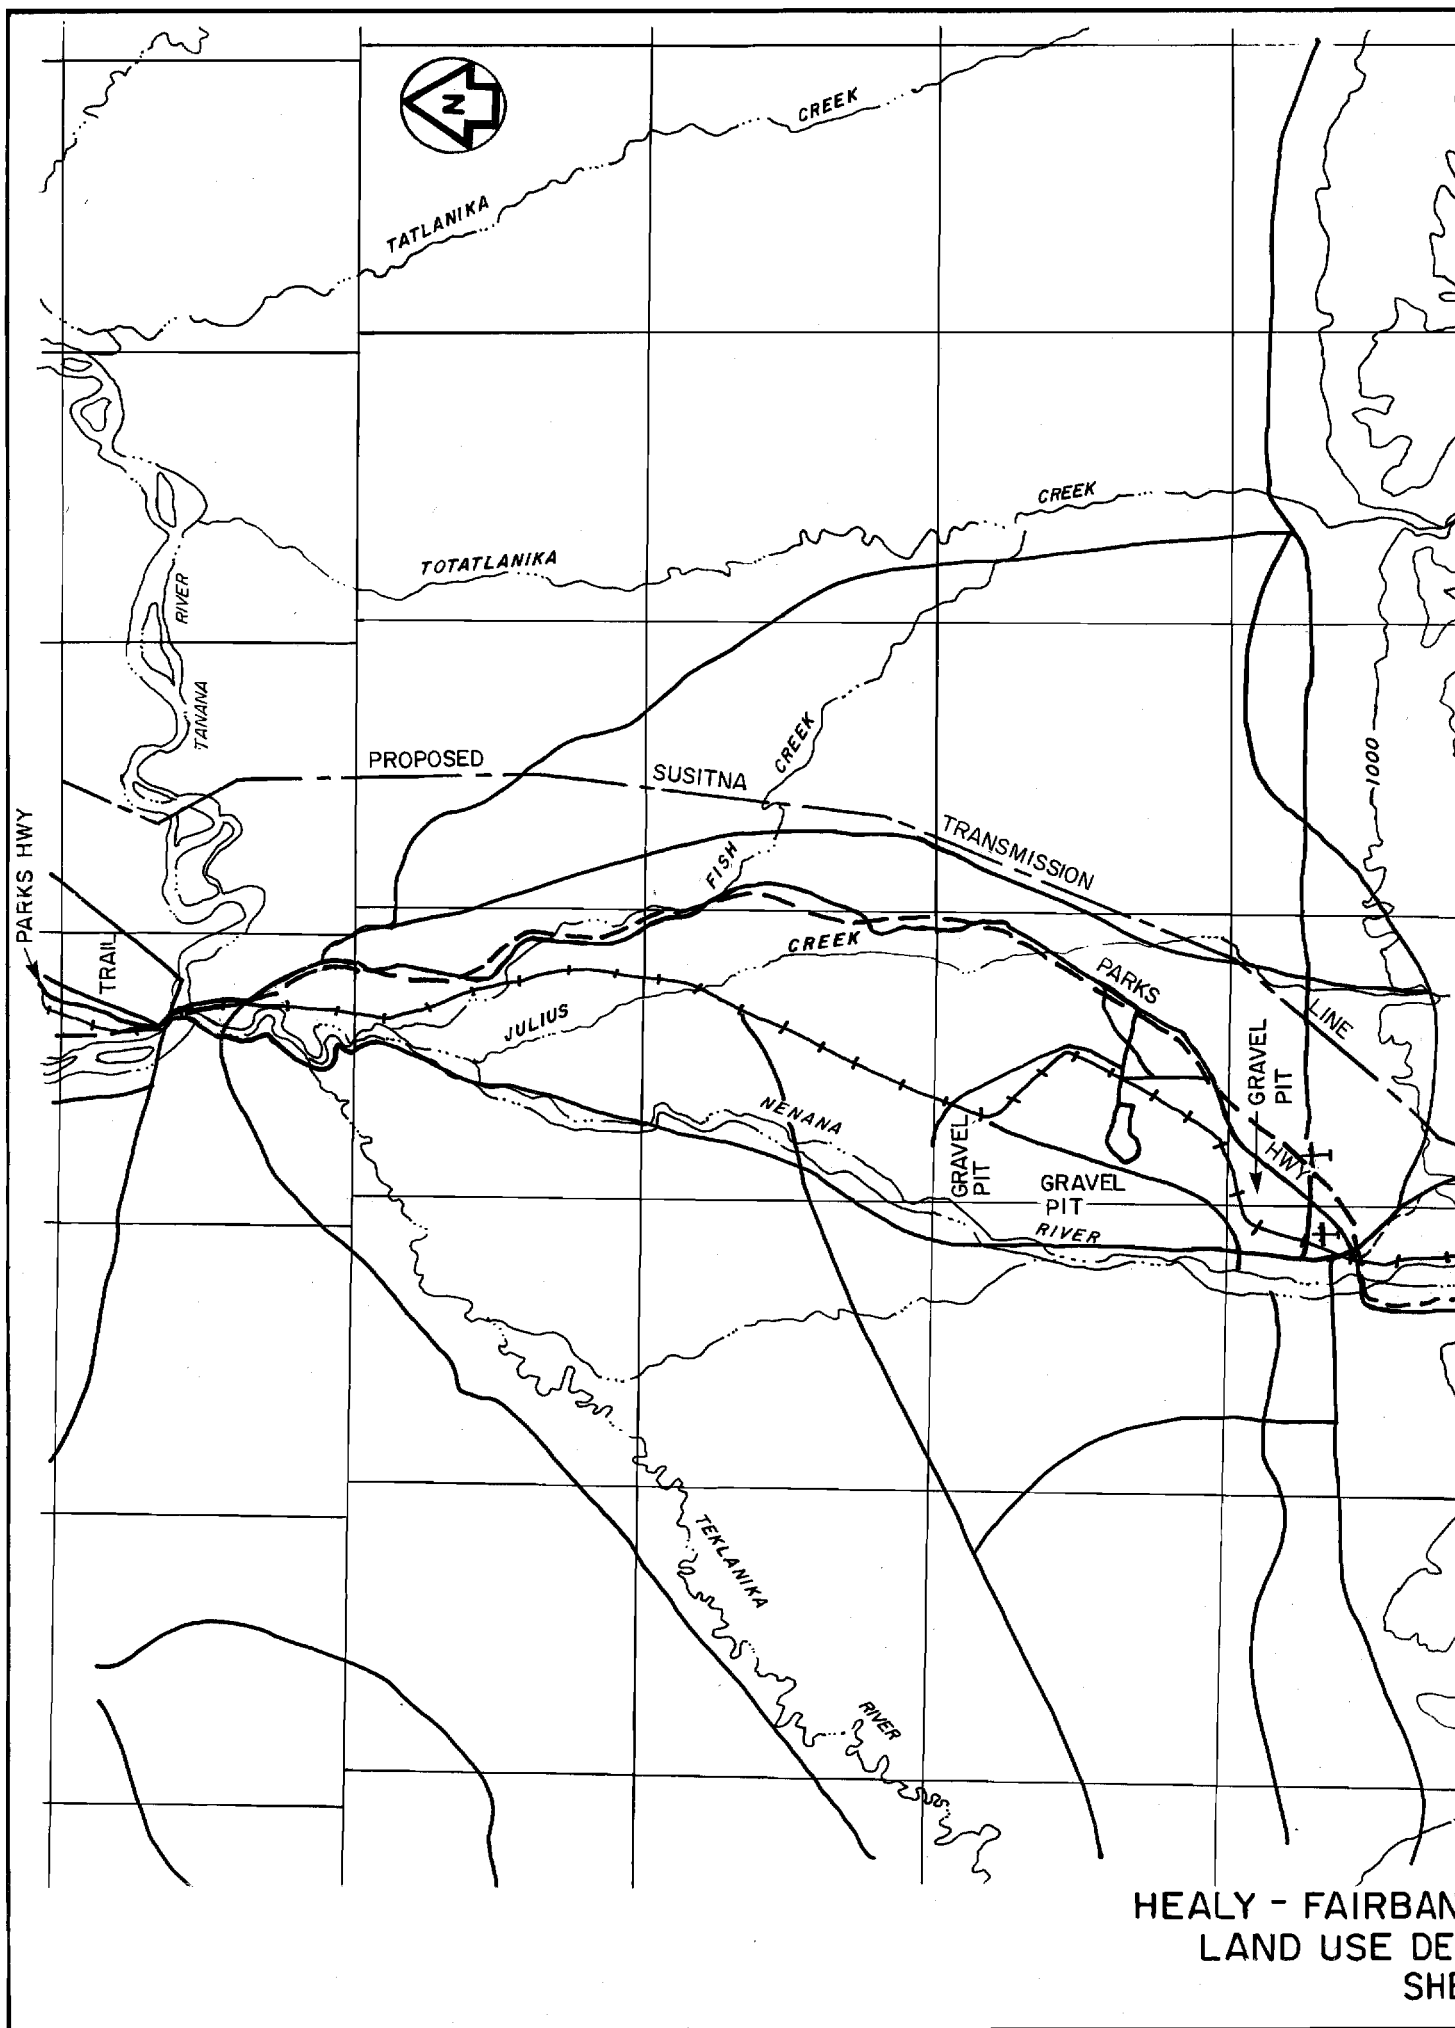 N
CREEK
TATLANIKA
CREEK
TOTATLANIKA
RIVER
TANANA
PROPOSED
SUSITNA
CREEK
1000
TRANSMISSION
PARKS HWY
FISH
TRAIL
CREEK
PARKS
JULIUS
LINE
GRAVEL
PIT
NENANA
GRAVEL
PIT
HWY
GRAVEL
PIT
RIVER
TEKLANIKA
RIVER
HEALY - FAIRBAN
LAND USE DE
SHE